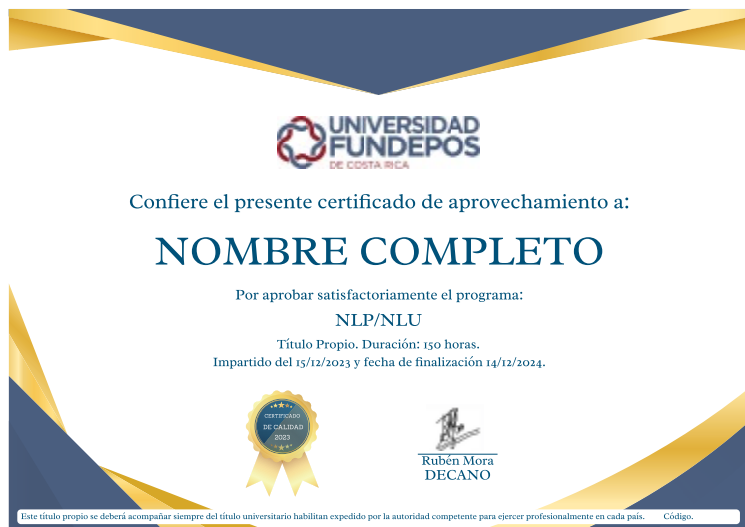 UNIVERSIDAD
FUNDEPOS
DE COSTA RICA
Confiere el presente certificado de aprovechamiento a:
NOMBRE COMPLETO
Por aprobar satisfactoriamente el programa:
NLP/NLU
Título Propio. Duración: 150 horas.
Impartido del 15/12/2023 y fecha de finalización 14/12/2024.
CERTIFICADO
DE CALIDAD
2023
Rubén Mora
DECANO
Este título propio se deberá acompañar siempre del título universitario habilitan expedido por la autoridad competente para ejercer profesionalmente en cada país. Código.